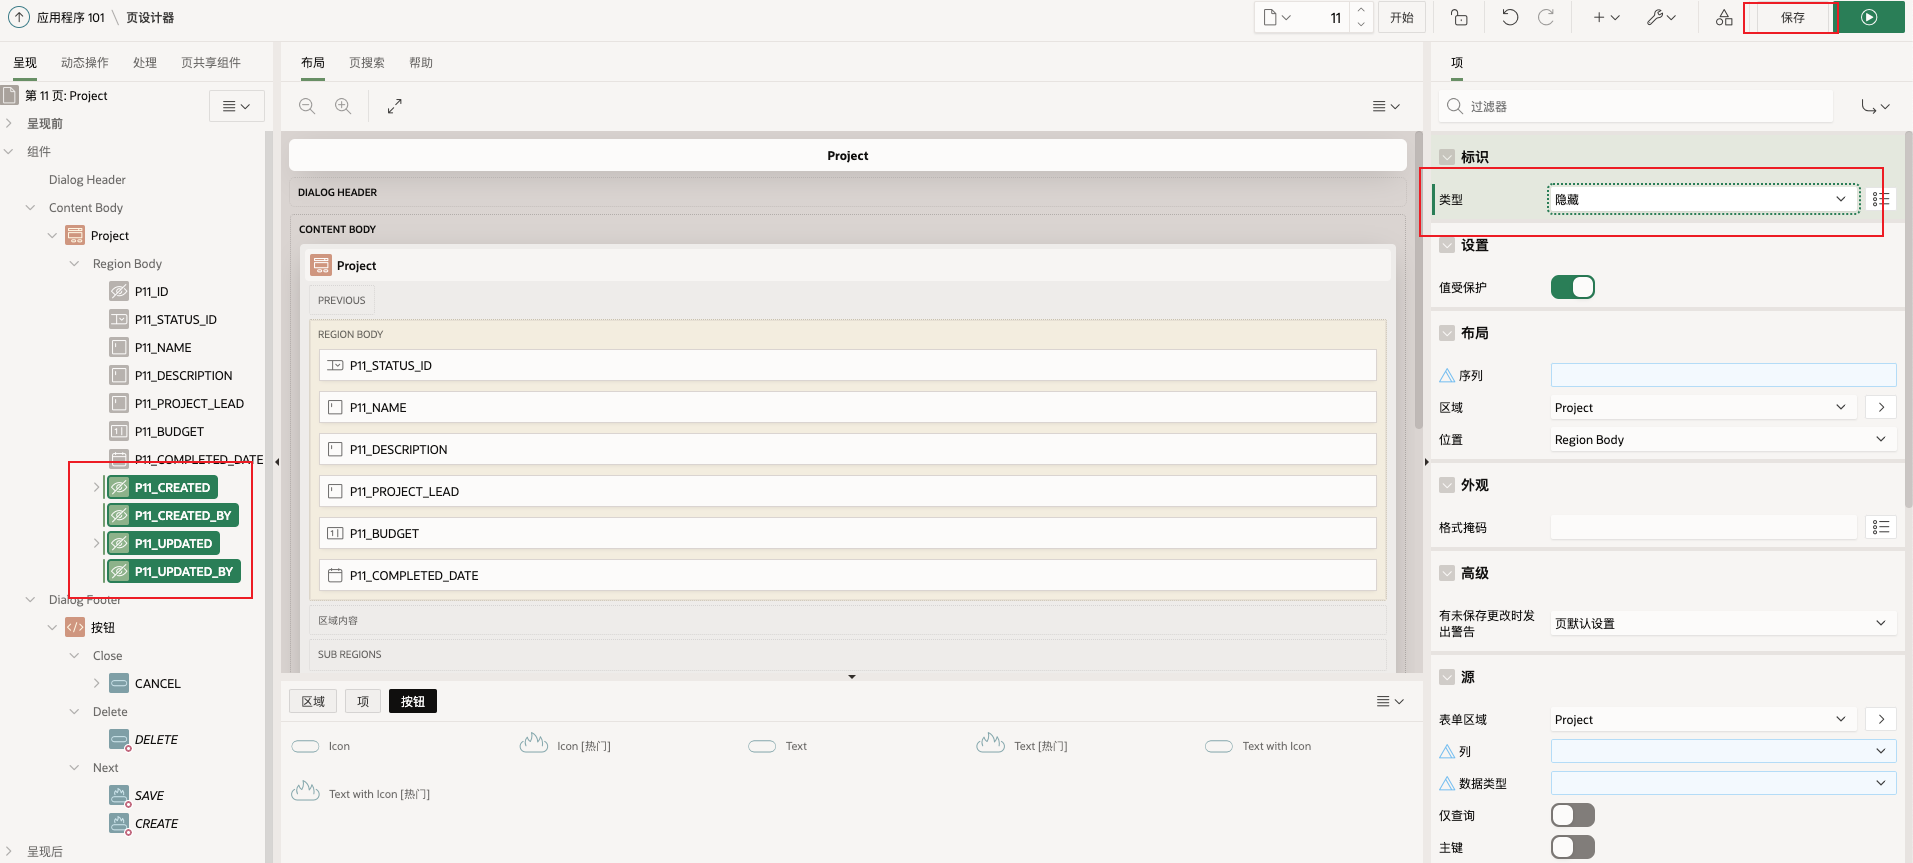 应用程序 101 \ 页设计器
11
开始
保存
呈现
动态操作
处理
页共享组件
第 11 页: Project
呈现前
组件
Dialog Header
Content Body
Project
Region Body
P11_ID
P11_STATUS_ID
P11_NAME
P11_DESCRIPTION
P11_PROJECT_LEAD
P11_BUDGET
P11_COMPLETED_DATE
P11_CREATED
P11_CREATED_BY
P11_UPDATED
P11_UPDATED_BY
Dialog Footer
按钮
Close
CANCEL
Delete
DELETE
Next
SAVE
CREATE
呈现后
布局
页搜索
帮助
Project
DIALOG HEADER
CONTENT BODY
Project
PREVIOUS
REGION BODY
P11_STATUS_ID
P11_NAME
P11_DESCRIPTION
P11_PROJECT_LEAD
P11_BUDGET
P11_COMPLETED_DATE
区域内容
SUB REGIONS
区域
项
按钮
Icon
Icon [热门]
Text
Text [热门]
Text with Icon
Text with Icon [热门]
项
过滤器
标识
类型
隐藏
设置
值受保护
布局
序列
区域
Project
位置
Region Body
外观
格式掩码
高级
有未保存更改时发
出警告
页默认设置
源
表单区域
Project
列
数据类型
仅查询
主键